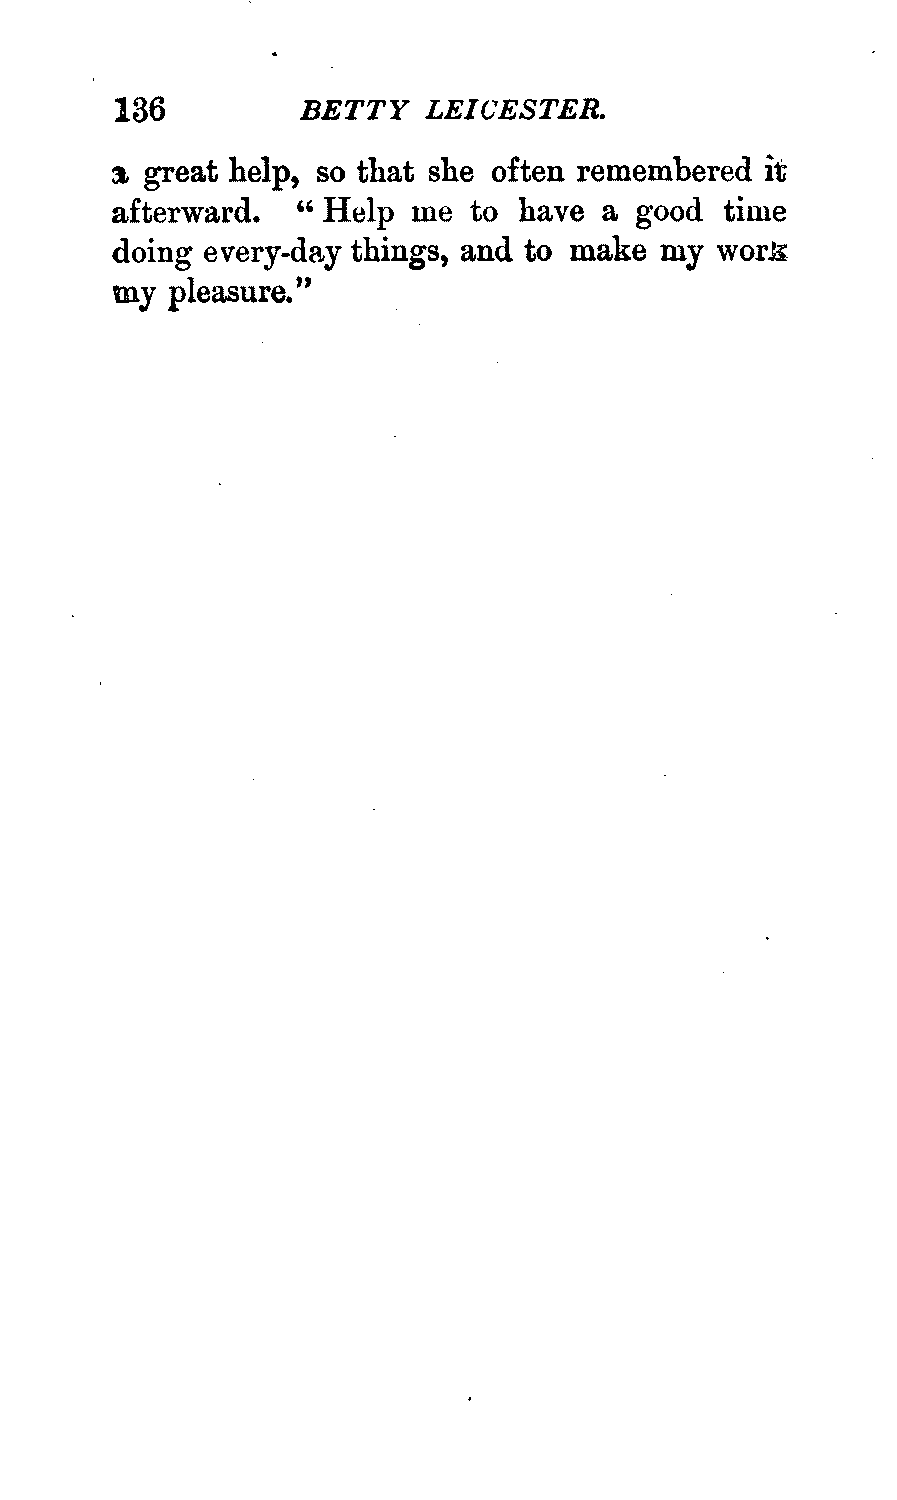 136 BETTY LEICESTER.
a great help, so that she often remembered it
afterward. “ Help me to have a good time
doing every-day things, and to make my work
my pleasure.”